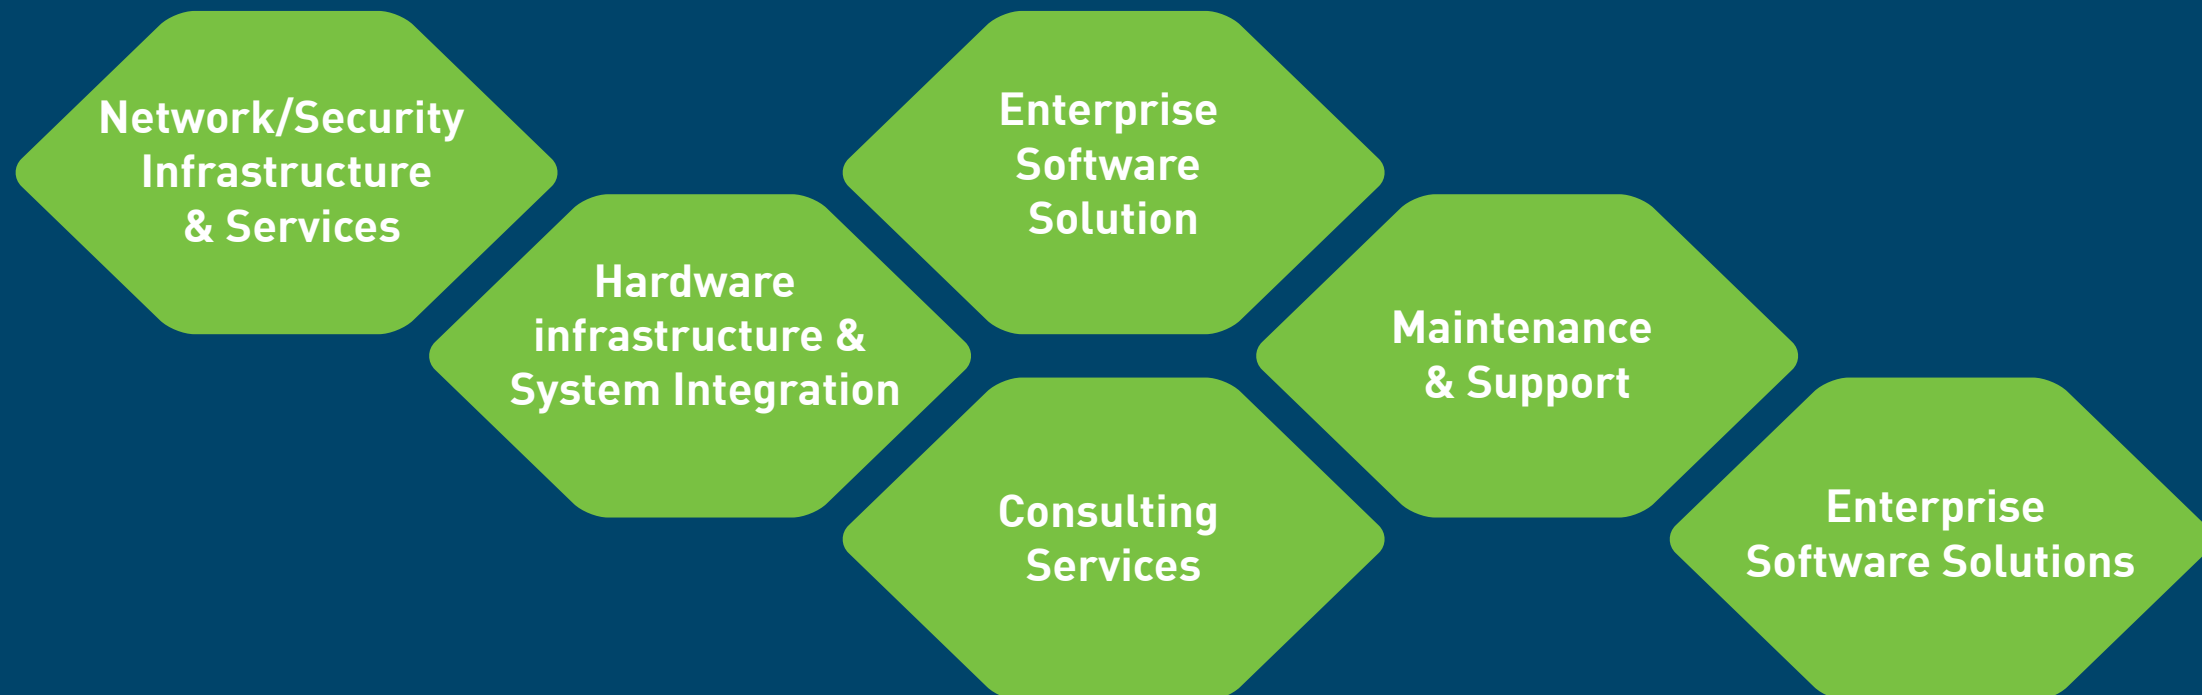 Network/Security
Infrastructure
& Services
Hardware
infrastructure &
System Integration
Enterprise
Software
Solution
Consulting
Services
Maintenance
& Support
Enterprise
Software Solutions